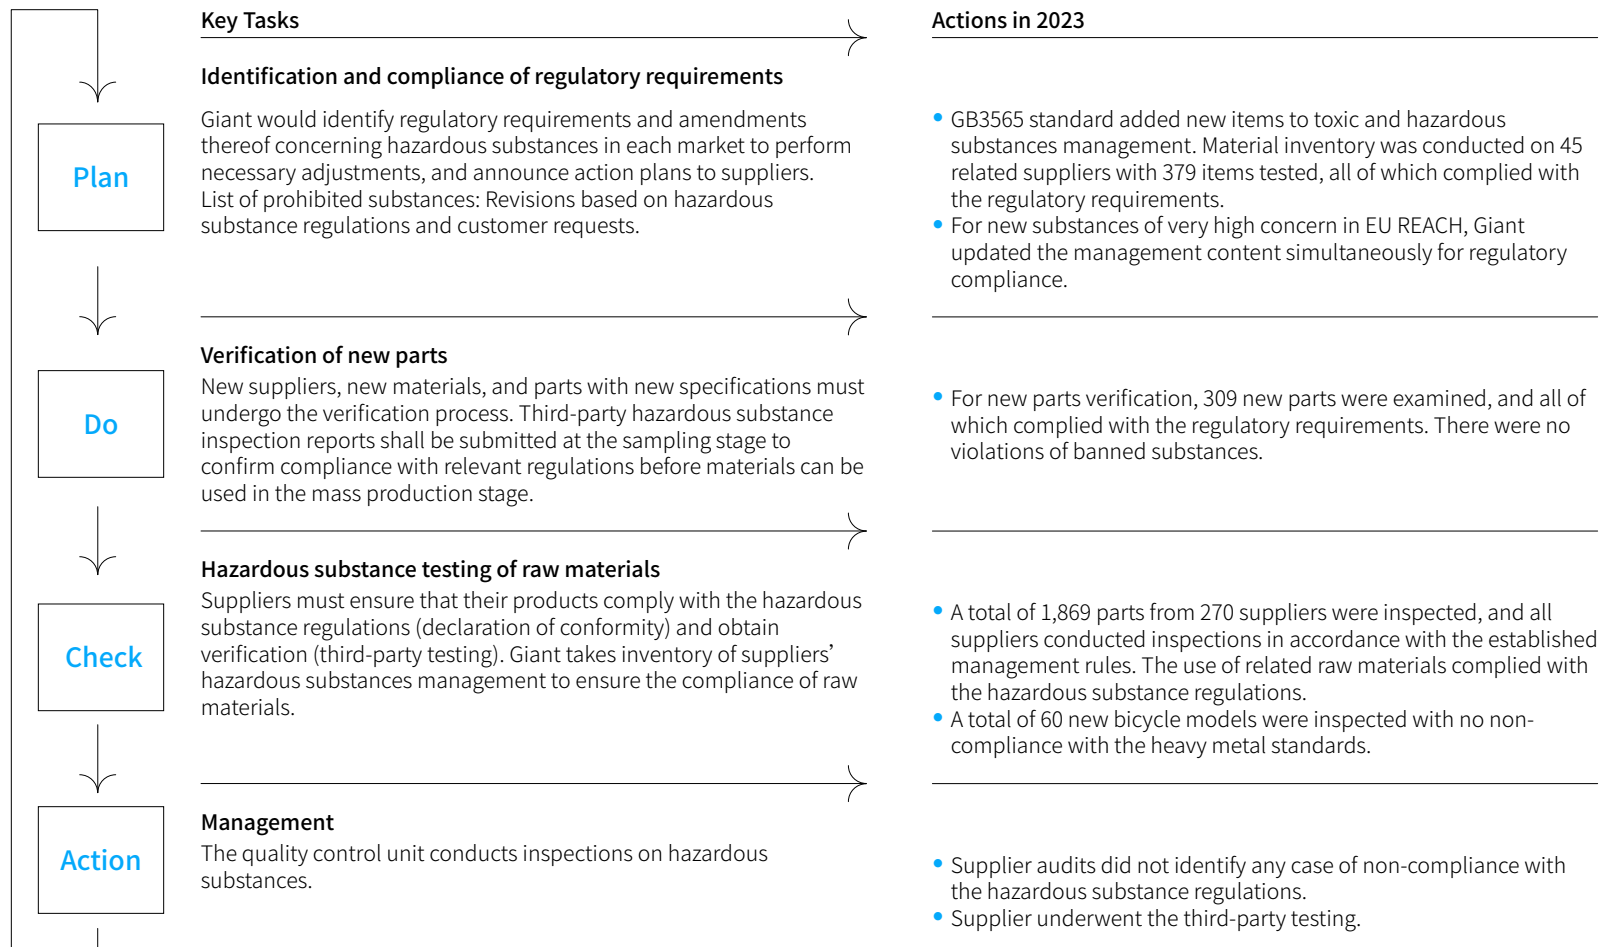 Key Tasks
Actions in 2023
Plan
Identification and compliance of regulatory requirements
Giant would identify regulatory requirements and amendments
thereof concerning hazardous substances in each market to perform
necessary adjustments, and announce action plans to suppliers.
List of prohibited substances: Revisions based on hazardous
substance regulations and customer requests.
• GB3565 standard added new items to toxic and hazardous
substances management. Material inventory was conducted on 45
related suppliers with 379 items tested, all of which complied with
the regulatory requirements.
• For new substances of very high concern in EU REACH, Giant
updated the management content simultaneously for regulatory
compliance.
Do
Verification of new parts
New suppliers, new materials, and parts with new specifications must
undergo the verification process. Third-party hazardous substance
inspection reports shall be submitted at the sampling stage to
confirm compliance with relevant regulations before materials can be
used in the mass production stage.
• For new parts verification, 309 new parts were examined, and all of
which complied with the regulatory requirements. There were no
violations of banned substances.
Check
Hazardous substance testing of raw materials
Suppliers must ensure that their products comply with the hazardous
substance regulations (declaration of conformity) and obtain
verification (third-party testing). Giant takes inventory of suppliers’
hazardous substances management to ensure the compliance of raw
materials.
• A total of 1,869 parts from 270 suppliers were inspected, and all
suppliers conducted inspections in accordance with the established
management rules. The use of related raw materials complied with
the hazardous substance regulations.
• A total of 60 new bicycle models were inspected with no non-
compliance with the heavy metal standards.
Action
Management
The quality control unit conducts inspections on hazardous
substances.
• Supplier audits did not identify any case of non-compliance with
the hazardous substance regulations.
• Supplier underwent the third-party testing.